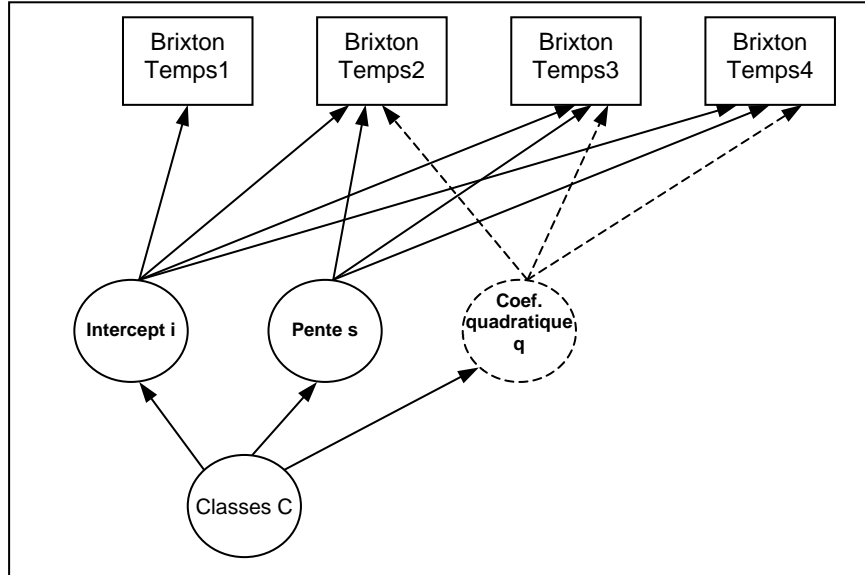 Brixton
Temps1
Brixton
Temps2
Brixton
Temps3
Brixton
Temps4
Intercept i
Pente s
Coef.
quadratique
q
Classes C